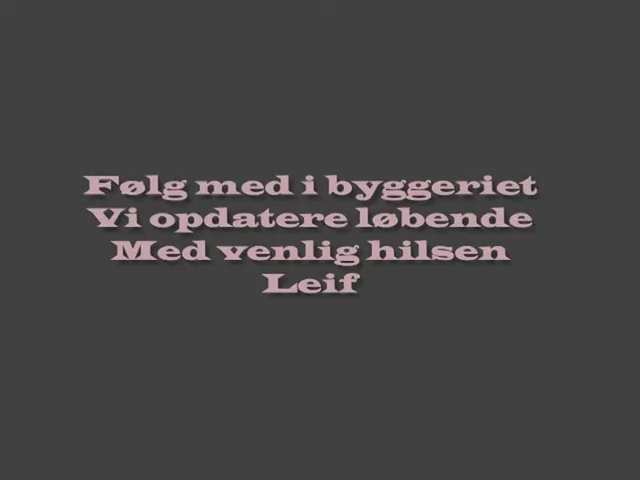 Følg med i byggeriet
Vi opdatere løbende
Med venlig hilsen
Leif